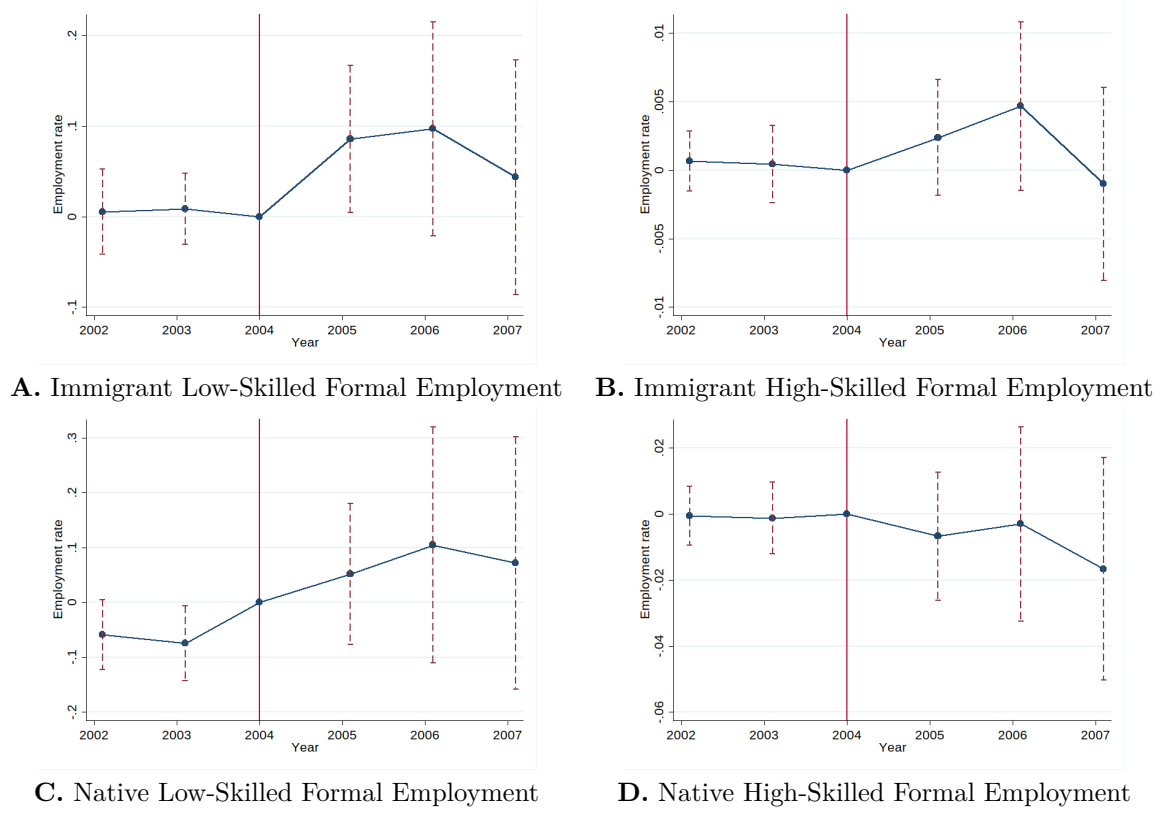 .2
.1
0
-.1
Employment rate
2002 2003 2004 2005 2006 2007
Year
A. Immigrant Low-Skilled Formal Employment
.01
.005
0
-.005
-.01
Employment rate
2002 2003 2004 2005 2006 2007
Year
B. Immigrant High-Skilled Formal Employment
.3
.2
.1
0
-.1
-.2
Employment rate
2002 2003 2004 2005 2006 2007
Year
C. Native Low-Skilled Formal Employment
.02
0
-.02
-.04
-.06
Employment rate
2002 2003 2004 2005 2006 2007
Year
D. Native High-Skilled Formal Employment